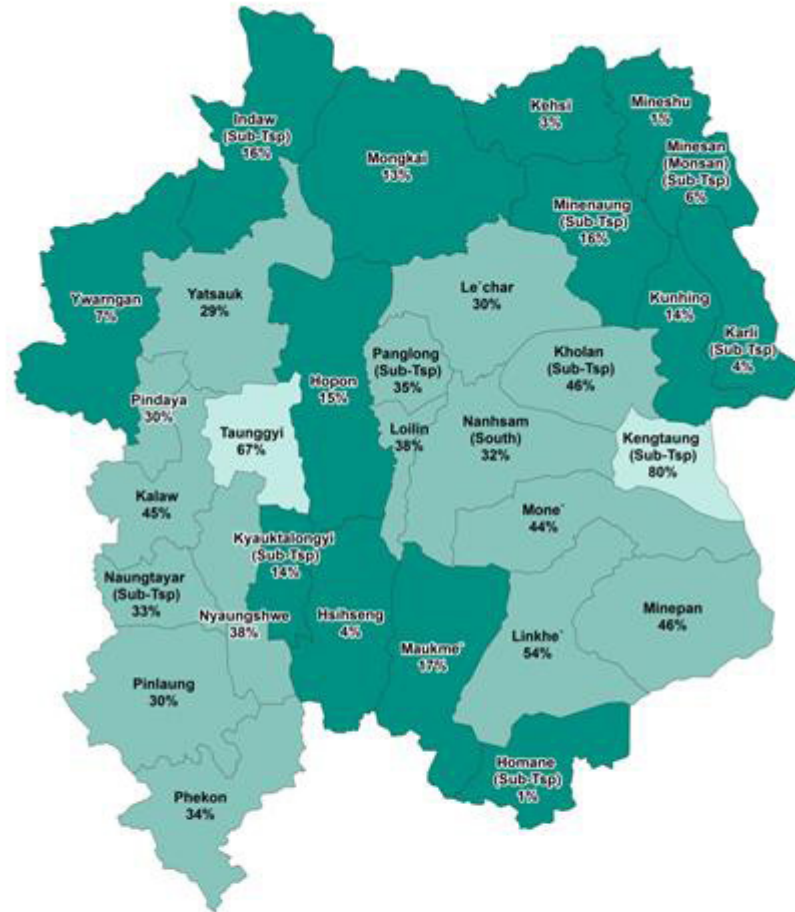 Indaw
(Sub-Tsp)
16%
Mongkai
13%
Kehsi
3%
Mineshu
1%
Minesan
(Monsan)
(Sub-Tsp)
6%
Minenaung
(Sub-Tsp)
16%
Ywarngan
7%
Yatsauk
29%
Le`char
30%
Kunhing
14%
Karli
(Sub-Tsp)
4%
Hopon
15%
Panglong
(Sub-Tsp)
35%
Kholan
(Sub-Tsp)
46%
Pindaya
30%
Taunggyi
67%
Loilin
38%
Nanhsam
(South)
32%
Kengtaung
(Sub-Tsp)
80%
Kalaw
45%
Mone`
44%
Kyauktalongyi
(Sub-Tsp)
14%
Naungtayar
(Sub-Tsp)
33%
Nyaungshwe
38%
Hsihseng
4%
Maukme`
17%
Linkhe`
54%
Minepan
46%
Pinlaung
30%
Homane
(Sub-Tsp)
1%
Phekon
34%